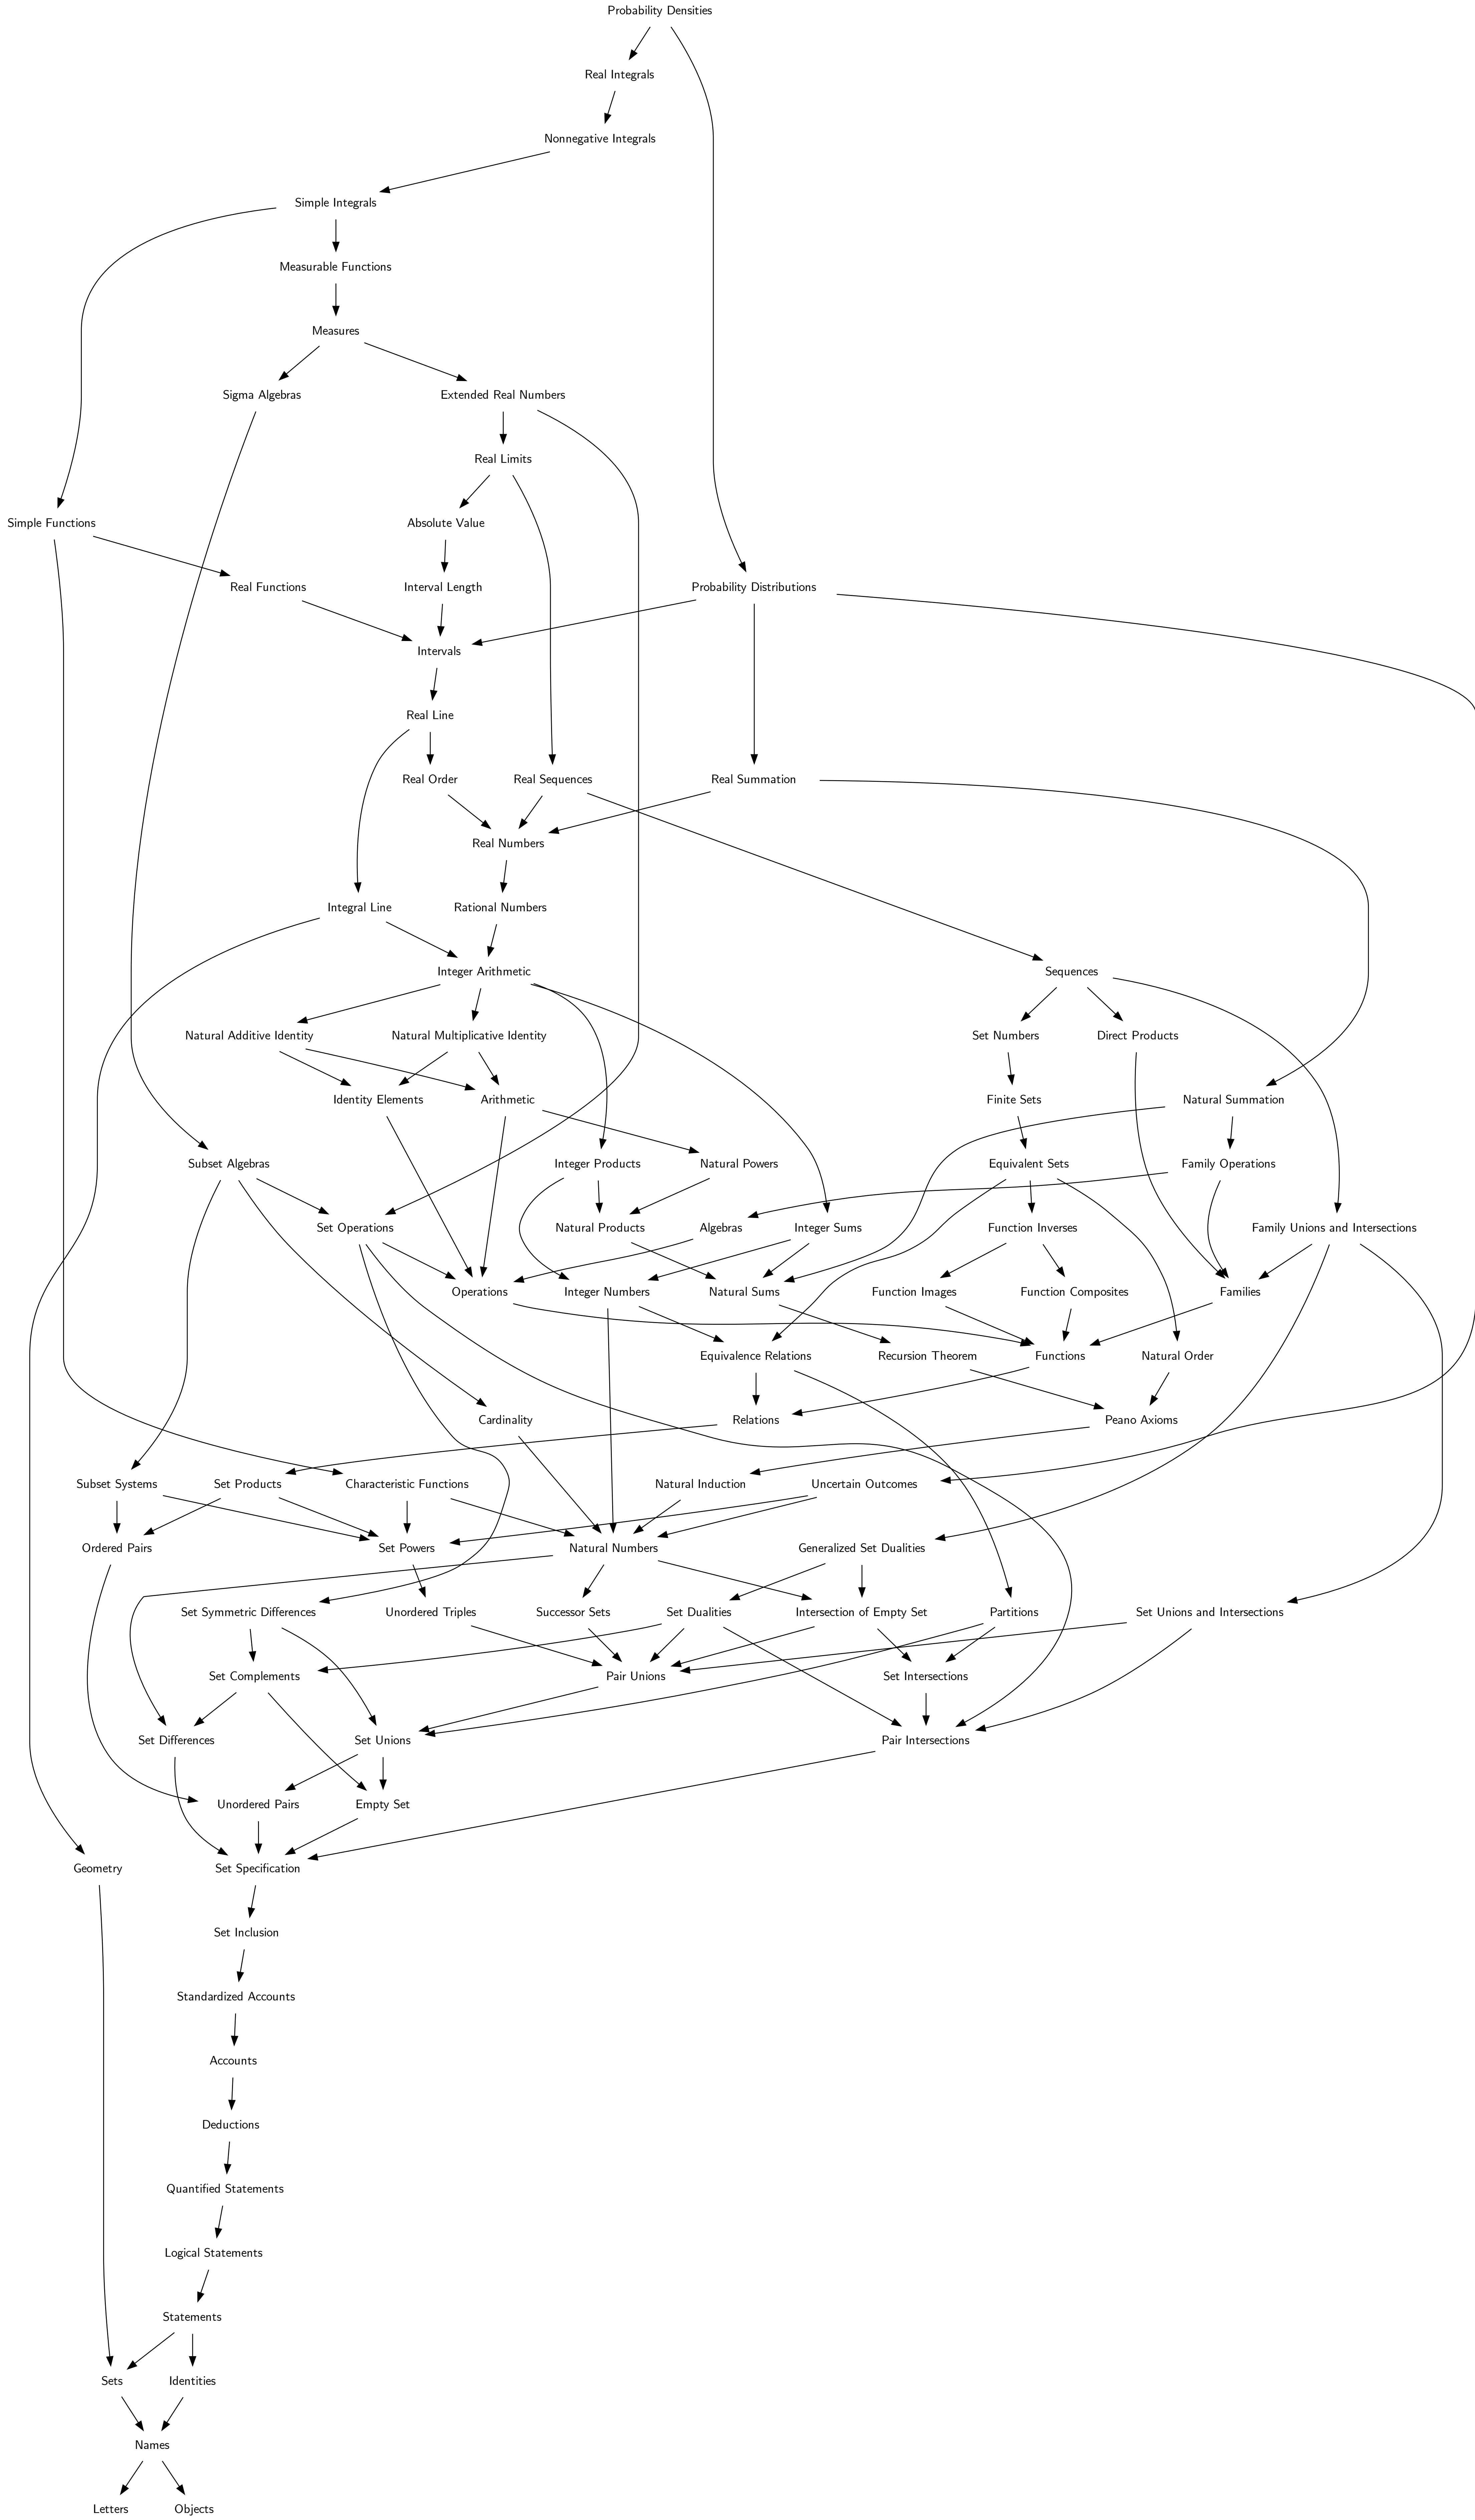 Probability Densities
Real Integrals
Nonnegative Integrals
Simple Integrals
Measurable Functions
Measures
Sigma Algebras
Extended Real Numbers
Real Limits
Simple Functions
Absolute Value
Real Functions
Interval Length
Probability Distributions
Intervals
Real Line
Real Order
Real Sequences
Real Summation
Real Numbers
Integral Line
Rational Numbers
Integer Arithmetic
Sequences
Natural Additive Identity
Natural Multiplicative Identity
Set Numbers
Direct Products
Identity Elements
Arithmetic
Finite Sets
Natural Summation
Subset Algebras
Integer Products
Natural Powers
Equivalent Sets
Family Operations
Set Operations
Natural Products
Algebras
Integer Sums
Function Inverses
Family Unions and Intersections
Operations
Integer Numbers
Natural Sums
Function Images
Function Composites
Families
Equivalence Relations
Recursion Theorem
Functions
Natural Order
Cardinality
Relations
Peano Axioms
Subset Systems
Set Products
Characteristic Functions
Natural Induction
Uncertain Outcomes
Ordered Pairs
Set Powers
Natural Numbers
Generalized Set Dualities
Set Symmetric Differences
Unordered Triples
Successor Sets
Set Dualities
Intersection of Empty Set
Partitions
Set Unions and Intersections
Set Complements
Pair Unions
Set Intersections
Set Differences
Set Unions
Pair Intersections
Unordered Pairs
Empty Set
Geometry
Set Specification
Set Inclusion
Standardized Accounts
Accounts
Deductions
Quantified Statements
Logical Statements
Statements
Sets
Identities
Names
Letters
Objects